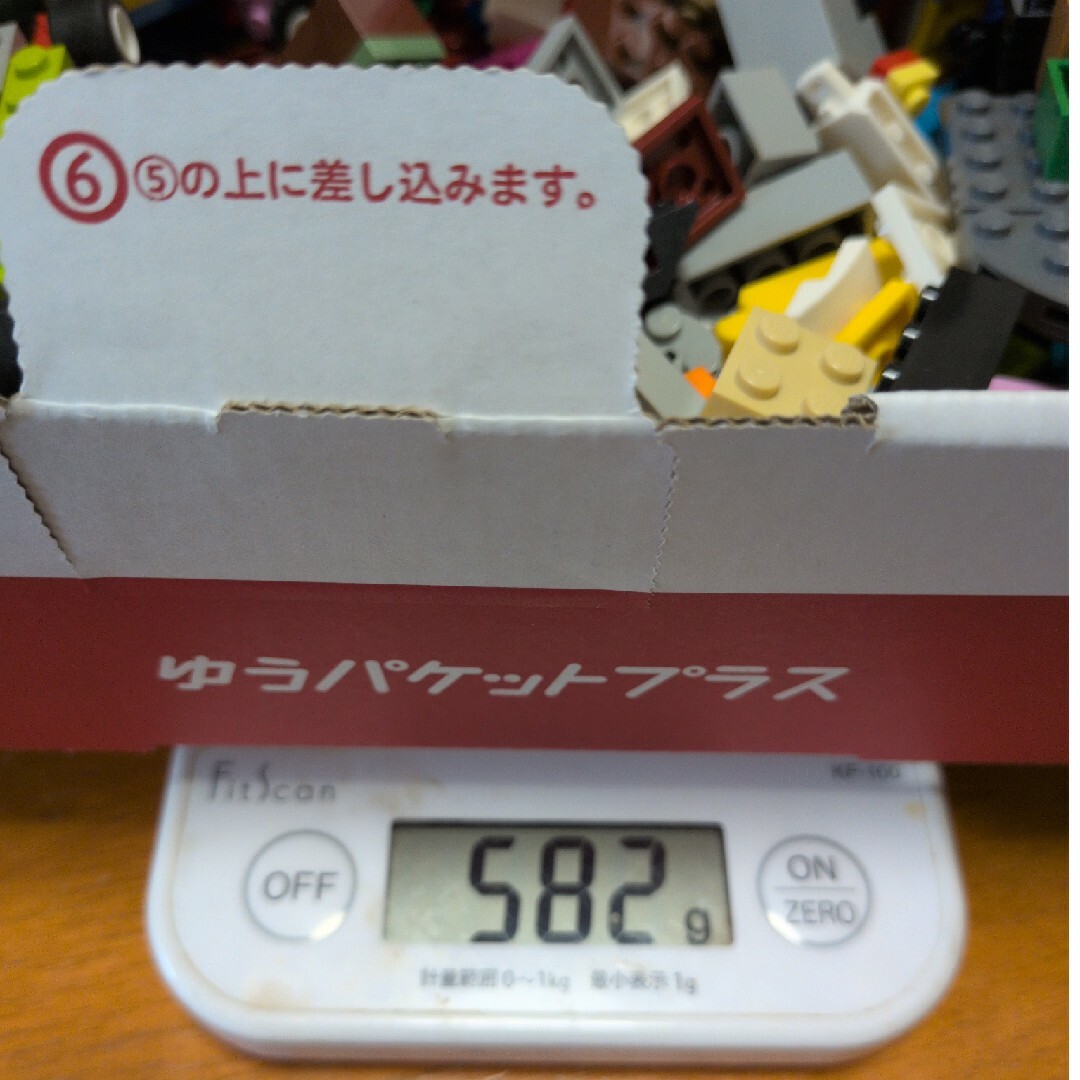 ⑥⑤の上に差し込みます。
ゆうパケットプラス
FitScan
KF-100
OFF
582g
ON
ZERO
計量範囲0〜1kg 最小表示1g